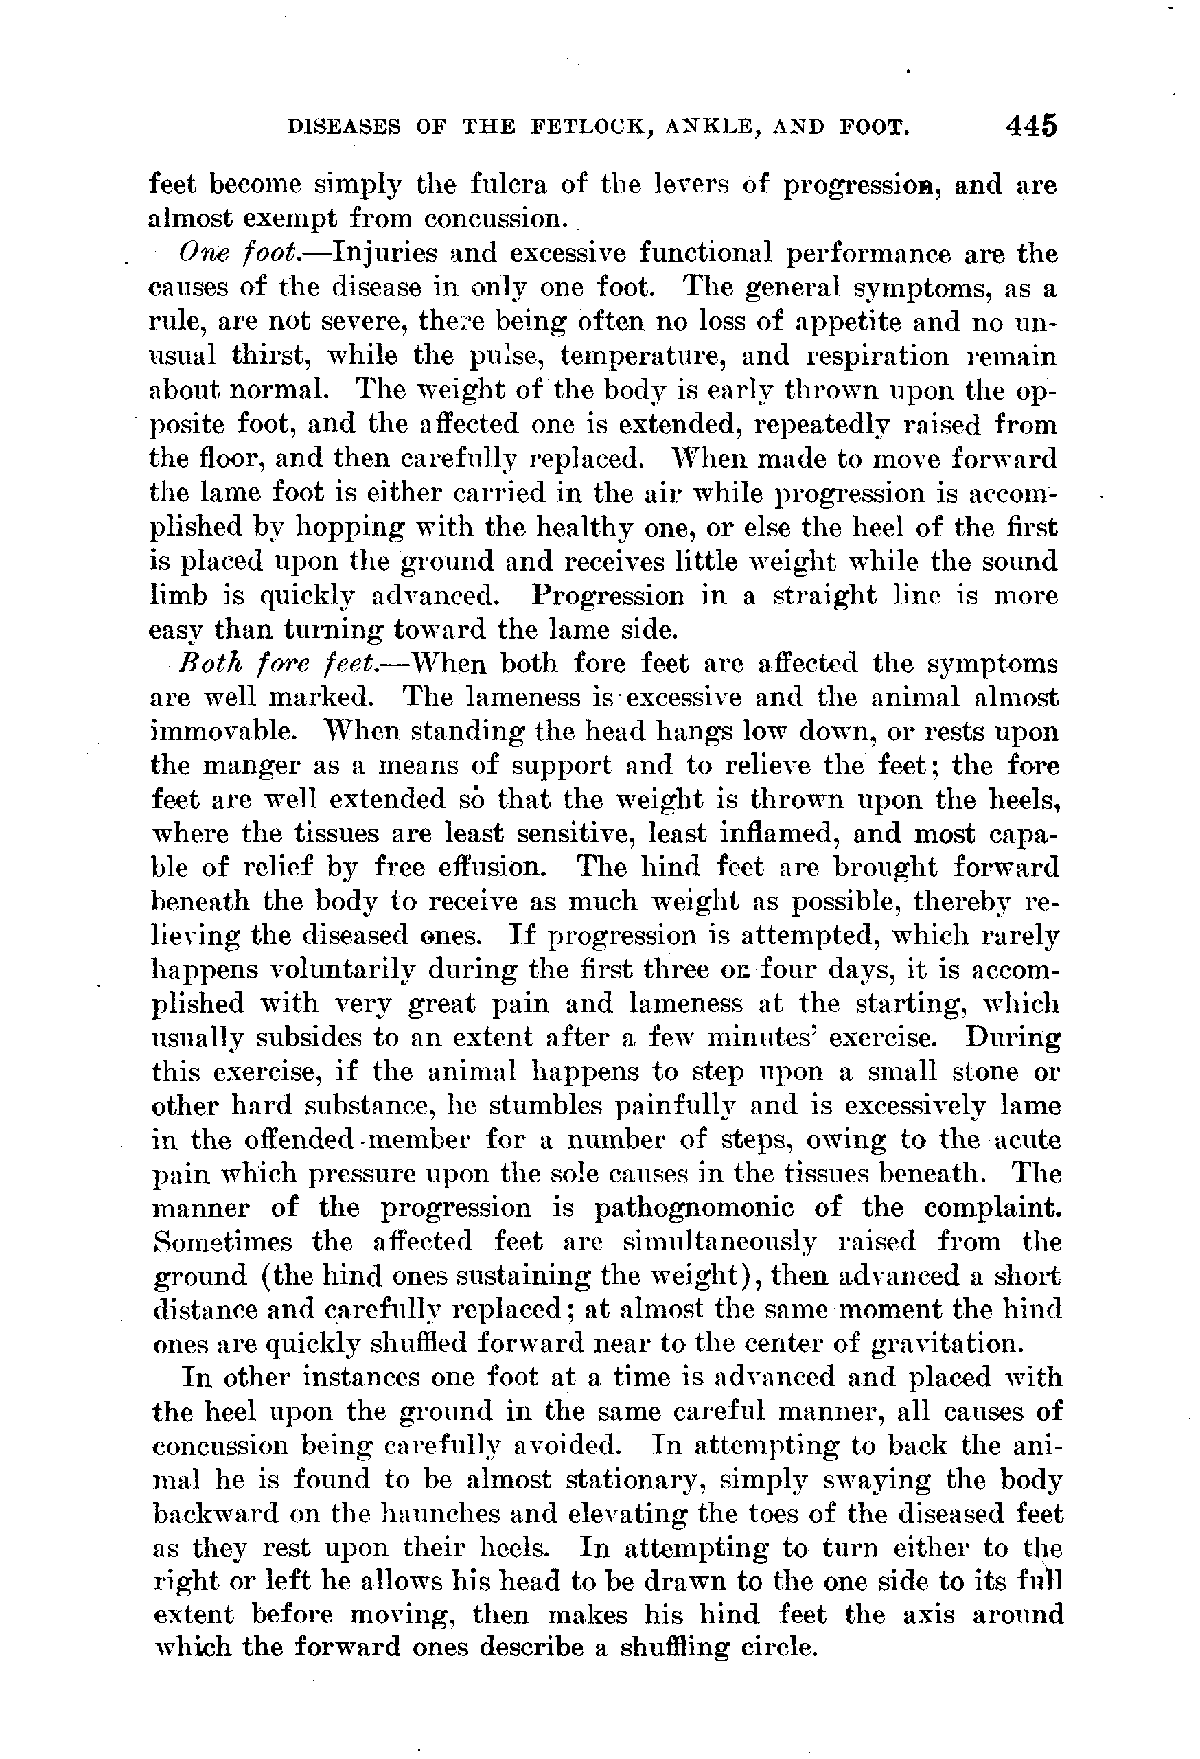 DISEASES OF THE FETLOCK, ANKLE, AND FOOT. 445
feet become simply the fulcra of the levers of progression, and are
almost exempt from concussion.
One foot.—Injuries and excessive functional performance are the
causes of the disease in only one foot. The general symptoms, as a
rule, are not severe, there being often no loss of appetite and no un-
usual thirst, while the pulse, temperature, and respiration remain
about normal. The weight of the body is early thrown upon the op-
posite foot, and the affected one is extended, repeatedly raised from
the floor, and then carefully replaced. When made to move forward
the lame foot is either carried in the air while progression is accom-
plished by hopping with the healthy one, or else the heel of the first
is placed upon the ground and receives little weight while the sound
limb is quickly advanced. Progression in a straight line is more
easy than turning toward the lame side.
Both fore feet.—When both fore feet are affected the symptoms
are well marked. The lameness is excessive and the animal almost
immovable. When standing the head hangs low down, or rests upon
the manger as a means of support and to relieve the feet; the fore
feet are well extended so that the weight is thrown upon the heels,
where the tissues are least sensitive, least inflamed, and most capa-
ble of relief by free effusion. The hind feet are brought forward
beneath the body to receive as much weight as possible, thereby re-
lieving the diseased ones. If progression is attempted, which rarely
happens voluntarily during the first three or four days, it is accom-
plished with very great pain and lameness at the starting, which
usually subsides to an extent after a few minutes' exercise. During
this exercise, if the animal happens to step upon a small stone or
other hard substance, he stumbles painfully and is excessively lame
in the offended member for a number of steps, owing to the acute
pain which pressure upon the sole causes in the tissues beneath. The
manner of the progression is pathognomonic of the complaint.
Sometimes the affected feet are simultaneously raised from the
ground (the hind ones sustaining the weight), then advanced a short
distance and carefully replaced; at almost the same moment the hind
ones are quickly shuffled forward near to the center of gravitation.
In other instances one foot at a time is advanced and placed with
the heel upon the ground in the same careful manner, all causes of
concussion being carefully avoided. In attempting to back the ani-
mal he is found to be almost stationary, simply swaying the body
backward on the haunches and elevating the toes of the diseased feet
as they rest upon their heels. In attempting to turn either to the
right or left he allows his head to be drawn to the one side to its full
extent before moving, then makes his hind feet the axis around
which the forward ones describe a shuffling circle.